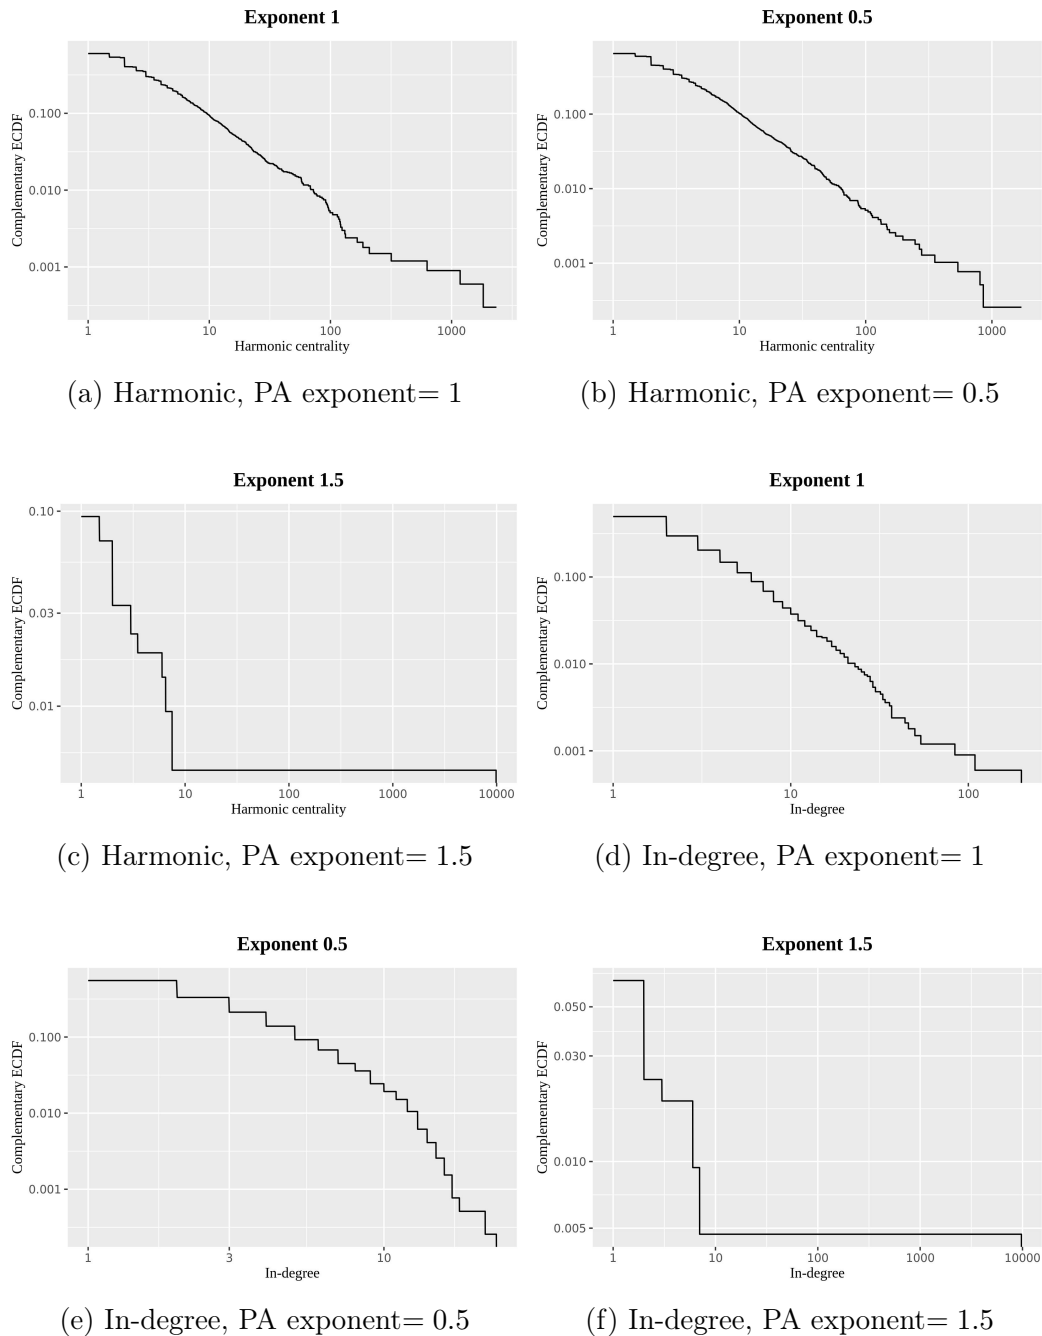 Exponent 1
Complementary ECDF
0.100
0.010
0.001
1 10 100 1000
Harmonic centrality
(a) Harmonic, PA exponent= 1
Exponent 0.5
Complementary ECDF
0.100
0.010
0.001
1 10 100 1000
Harmonic centrality
(b) Harmonic, PA exponent= 0.5
Exponent 1.5
Complementary ECDF
0.10
0.03
0.01
1 10 100 1000 10000
Harmonic centrality
(c) Harmonic, PA exponent= 1.5
Exponent 1
Complementary ECDF
0.100
0.010
0.001
1 10 100
In-degree
(d) In-degree, PA exponent= 1
Exponent 0.5
Complementary ECDF
0.100
0.010
0.001
1 3 10
In-degree
(e) In-degree, PA exponent= 0.5
Exponent 1.5
Complementary ECDF
0.050
0.030
0.010
0.005
1 10 100 1000 10000
In-degree
(f) In-degree, PA exponent= 1.5